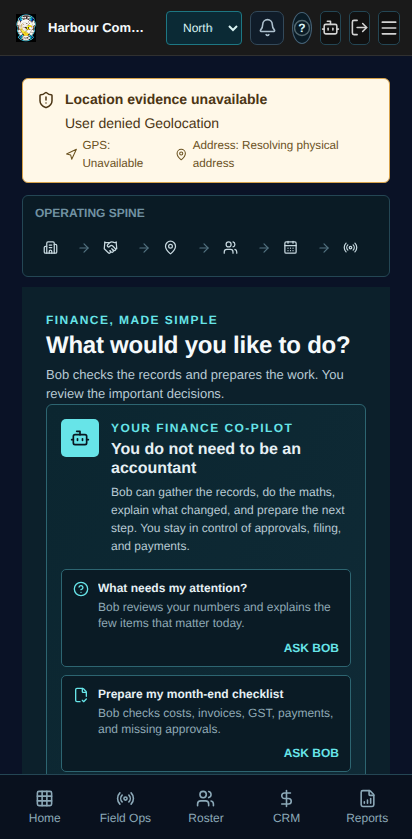 Harbour Com...
North
?
Location evidence unavailable
User denied Geolocation
GPS: Unavailable
Address: Resolving physical address
OPERATING SPINE
FINANCE, MADE SIMPLE
What would you like to do?
Bob checks the records and prepares the work. You
review the important decisions.
YOUR FINANCE CO-PILOT
You do not need to be an
accountant
Bob can gather the records, do the maths,
explain what changed, and prepare the next
step. You stay in control of approvals, filing,
and payments.
What needs my attention?
Bob reviews your numbers and explains the
few items that matter today.
ASK BOB
Prepare my month-end checklist
Bob checks costs, invoices, GST, payments,
and missing approvals.
ASK BOB
Home
Field Ops
Roster
CRM
Reports